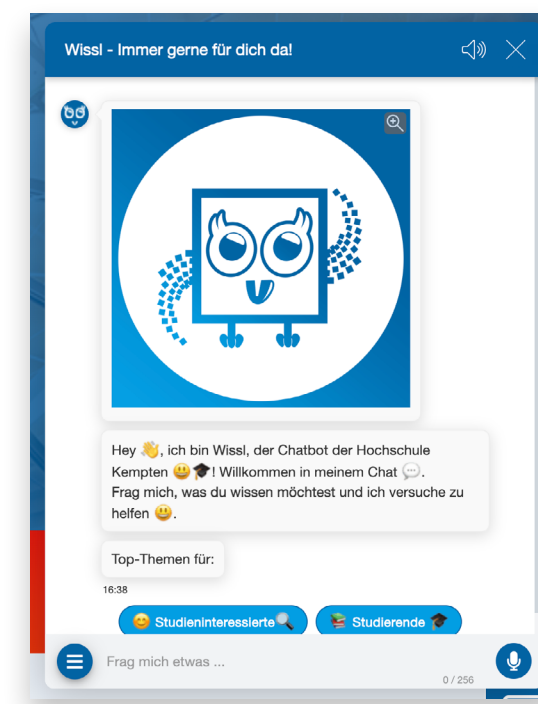 Wissl - Immer gerne für dich da!
Hey 👋, ich bin Wissl, der Chatbot der Hochschule
Kempten 😃🎓! Willkommen in meinem Chat 💬.
Frag mich, was du wissen möchtest und ich versuche zu
helfen 😃.
Top-Themen für:
16:38
😊 Studieninteressierte🔍
📚 Studierende 🎓
Frag mich etwas ...
0 / 256